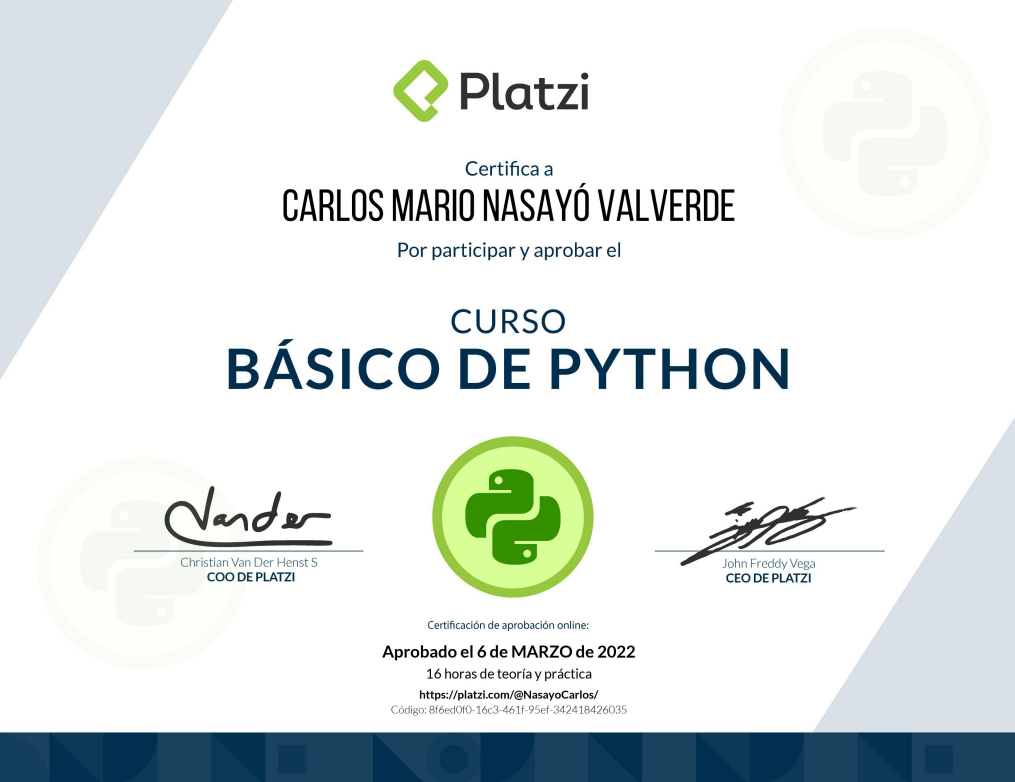 Platzi
Certifica a
CARLOS MARIO NASAYÓ VALVERDE
Por participar y aprobar el
CURSO
BÁSICO DE PYTHON
Vander
Christian Van Der Henst S
COO DE PLATZI
John Freddy Vega
CEO DE PLATZI
Certificación de aprobación online:
Aprobado el 6 de MARZO de 2022
16 horas de teoría y práctica
https://platzi.com/@NasayoCarlos/
Código: 8f6ed0f0-16c3-461f-95ef-342418426035